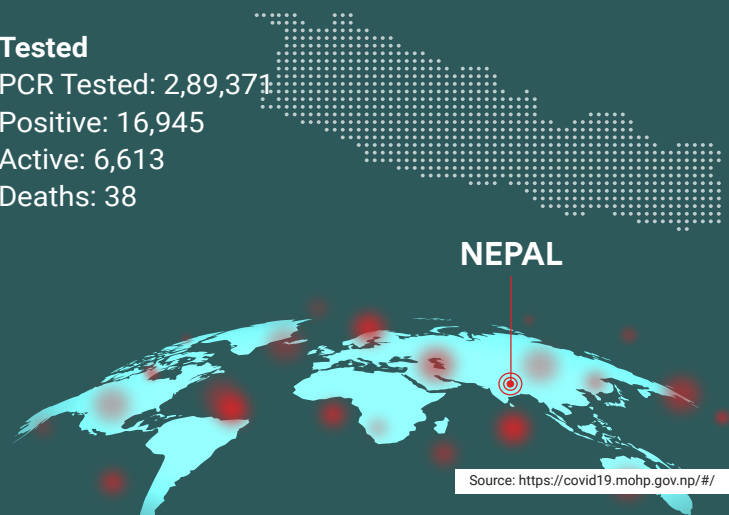 Tested
PCR Tested: 2,89,371
Positive: 16,945
Active: 6,613
Deaths: 38
NEPAL
Source: https://covid19.mohp.gov.np/#/